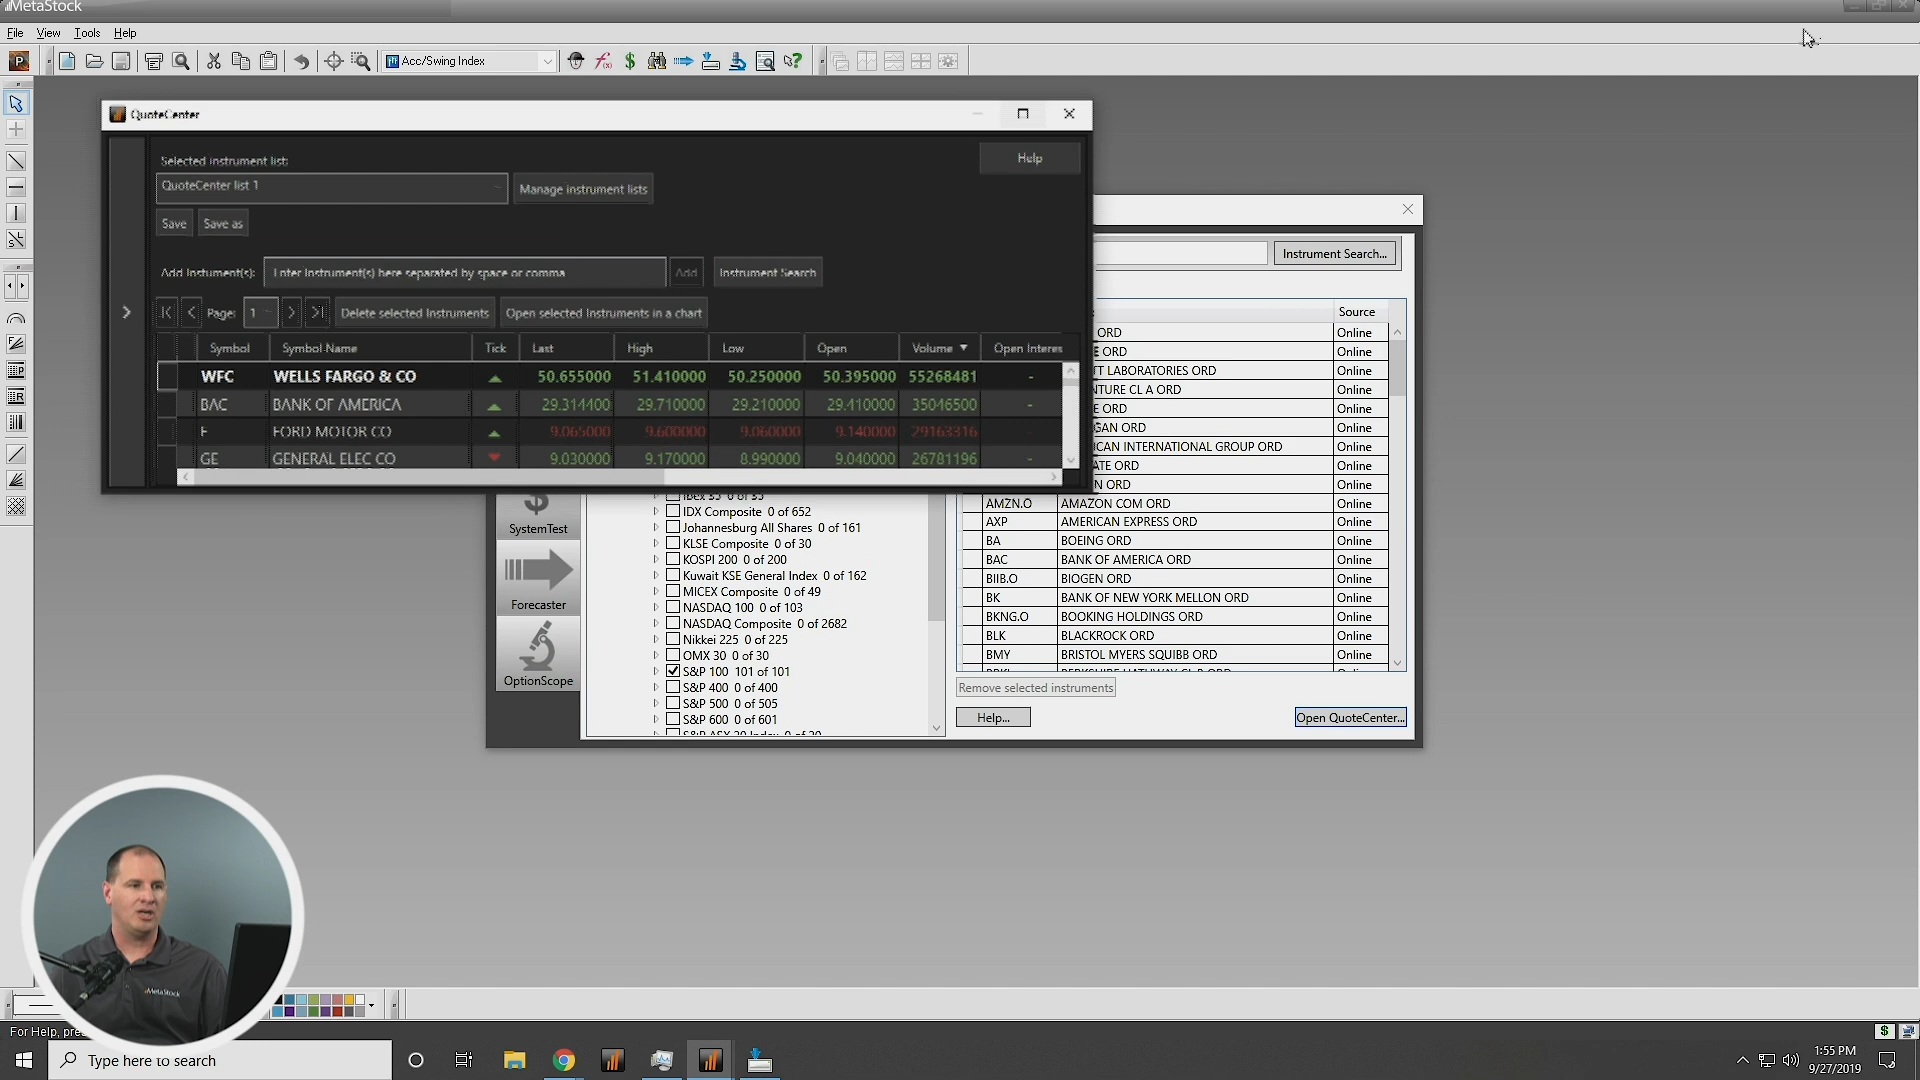 MetaStock
File View Tools Help
Acc/Swing Index
QuoteCenter
Selected instrument list:
Help
QuoteCenter list 1
Manage instrument lists
Save Save as
Add Instument(s): Enter Instrument(s) here separated by space or comma Add Instrument Search
Page: 1 Delete selected Instruments Open selected Instruments in a chart
Symbol Symbol Name Tick Last High Low Open Volume Open Interes
WFC WELLS FARGO & CO 50.655000 51.410000 50.250000 50.395000 55268481 -
BAC BANK OF AMERICA 29.314400 29.710000 29.210000 29.410000 35046500 -
F FORD MOTOR CO 9.065000 9.600000 9.060000 9.140000 29163316
GE GENERAL ELEC CO 9.030000 9.170000 8.990000 9.040000 26781196 -
Instrument Search...
Source
ORD Online
E ORD Online
TT LABORATORIES ORD Online
NTURE CL A ORD Online
E ORD Online
GAN ORD Online
ICAN INTERNATIONAL GROUP ORD Online
ATE ORD Online
N ORD Online
AMZN.O AMAZON COM ORD Online
AXP AMERICAN EXPRESS ORD Online
BA BOEING ORD Online
BAC BANK OF AMERICA ORD Online
BIIB.O BIOGEN ORD Online
BK BANK OF NEW YORK MELLON ORD Online
BKNG.O BOOKING HOLDINGS ORD Online
BLK BLACKROCK ORD Online
BMY BRISTOL MYERS SQUIBB ORD Online
Remove selected instruments
Help... Open QuoteCenter...
SystemTest
Forecaster
OptionScope
Ibex 35 0 of 35
IDX Composite 0 of 652
Johannesburg All Shares 0 of 161
KLSE Composite 0 of 30
KOSPI 200 0 of 200
Kuwait KSE General Index 0 of 162
MICEX Composite 0 of 49
NASDAQ 100 0 of 103
NASDAQ Composite 0 of 2682
Nikkei 225 0 of 225
OMX 30 0 of 30
S&P 100 101 of 101
S&P 400 0 of 400
S&P 500 0 of 505
S&P 600 0 of 601
S&P ASX 20 Index 0 of 20
MetaStock
For Help, pre
Type here to search
1:55 PM
9/27/2019